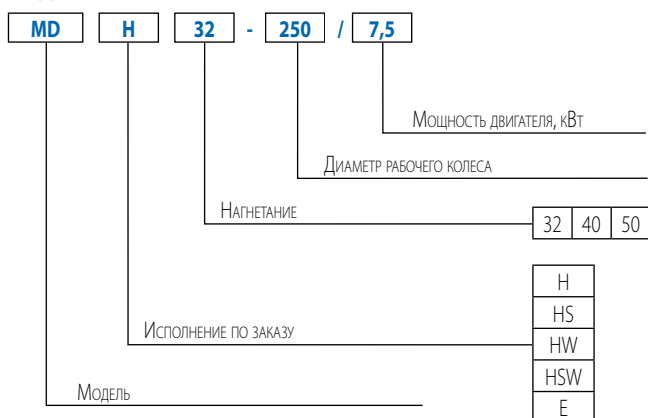 MD H 32 - 250 / 7,5
Мощность двигателя, кВт
Диаметр рабочего колеса
Нагнетание
32 40 50
H
HS
Исполнение по заказу
HW
HSW
Модель
E